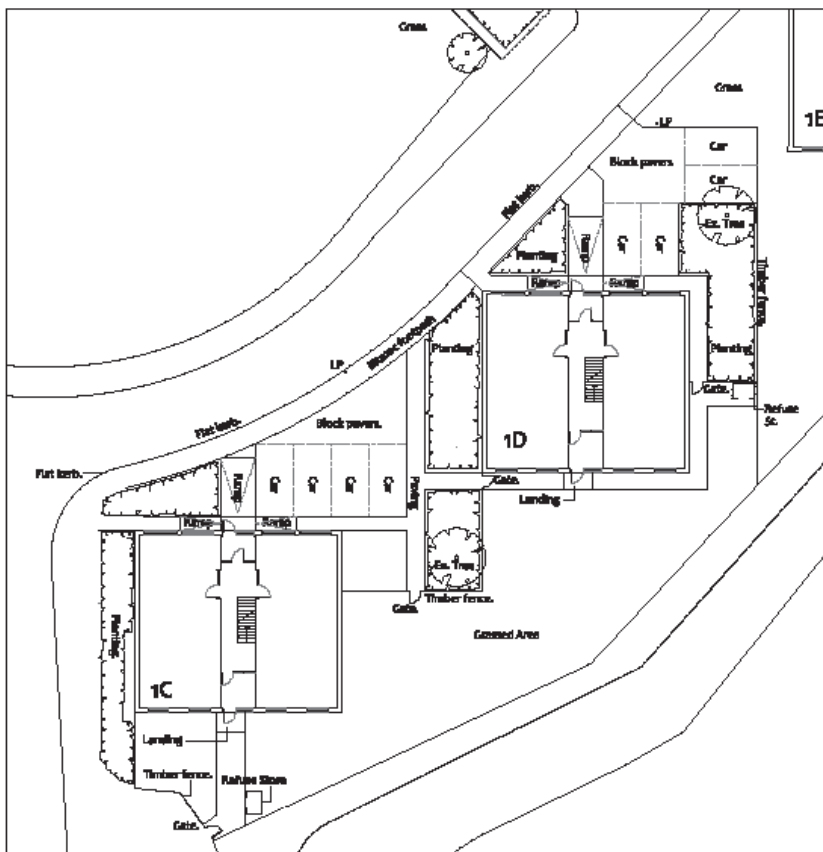 Grass
Grass
1E
LP
Car
Block pavers
Car
Flat kerb.
Ex. Tree
Ramp
Car
Car
Planting
Timber fence.
Ramp
Ramp
Planting
Planting
LP
Gate.
Refuse
St.
Block pavers.
Flat kerb.
1D
Flat kerb.
Ramp
Car
Car
Car
Car
Paving
Gate.
Landing
Ramp
Ramp
Ex. Tree
Timber fence.
Gate.
Planting.
Grassed Area
1C
Landing
Timber fence.
Refuse Store
Gate.